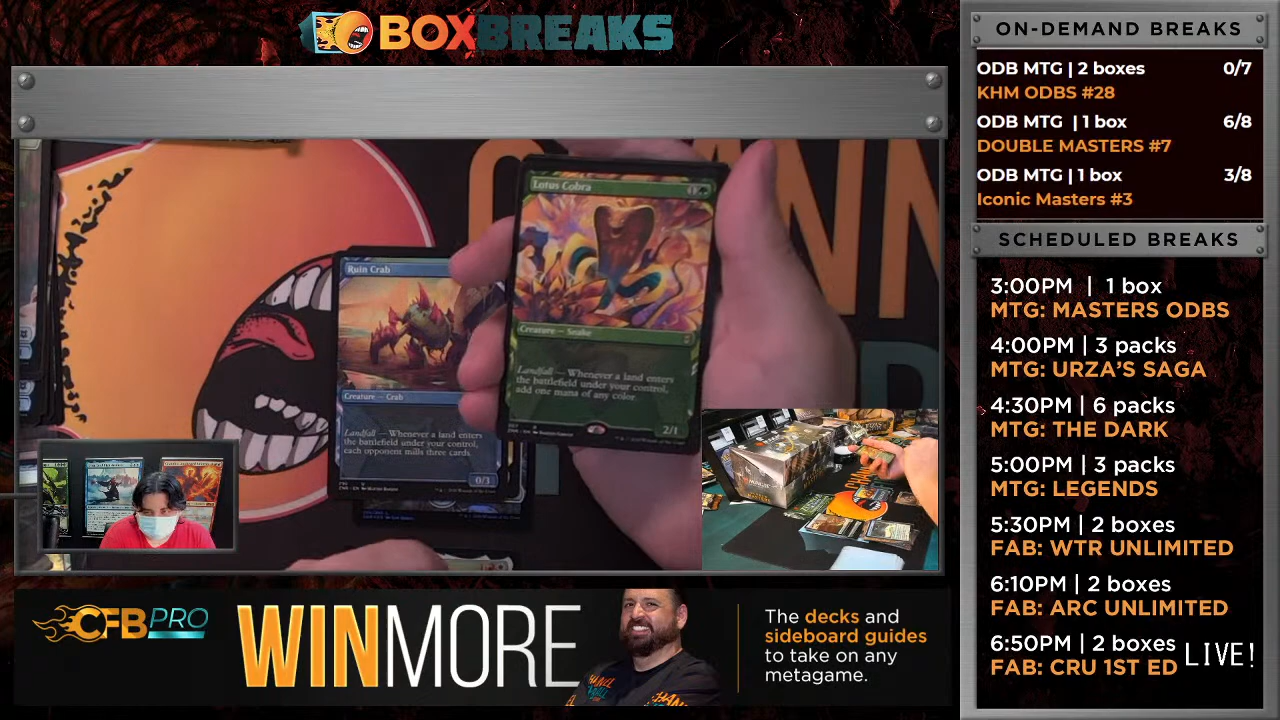 BOXBREAKS
ON-DEMAND BREAKS
ODB MTG | 2 boxes 0/7
KHM ODBS #28
ODB MTG | 1 box 6/8
DOUBLE MASTERS #7
ODB MTG | 1 box 3/8
Iconic Masters #3
SCHEDULED BREAKS
3:00PM | 1 box
MTG: MASTERS ODBS
4:00PM | 3 packs
MTG: URZA'S SAGA
4:30PM | 6 packs
MTG: THE DARK
5:00PM | 3 packs
MTG: LEGENDS
5:30PM | 2 boxes
FAB: WTR UNLIMITED
6:10PM | 2 boxes
FAB: ARC UNLIMITED
6:50PM | 2 boxes
FAB: CRU 1ST ED
LIVE!
Lotus Cobra
Creature — Snake
Landfall — Whenever a land enters
the battlefield under your control,
add one mana of any color.
2/1
Ruin Crab
Creature — Crab
Landfall — Whenever a land enters
the battlefield under your control,
each opponent mills three cards.
0/3
CFB PRO
WINMORE
The decks and
sideboard guides
to take on any
metagame.